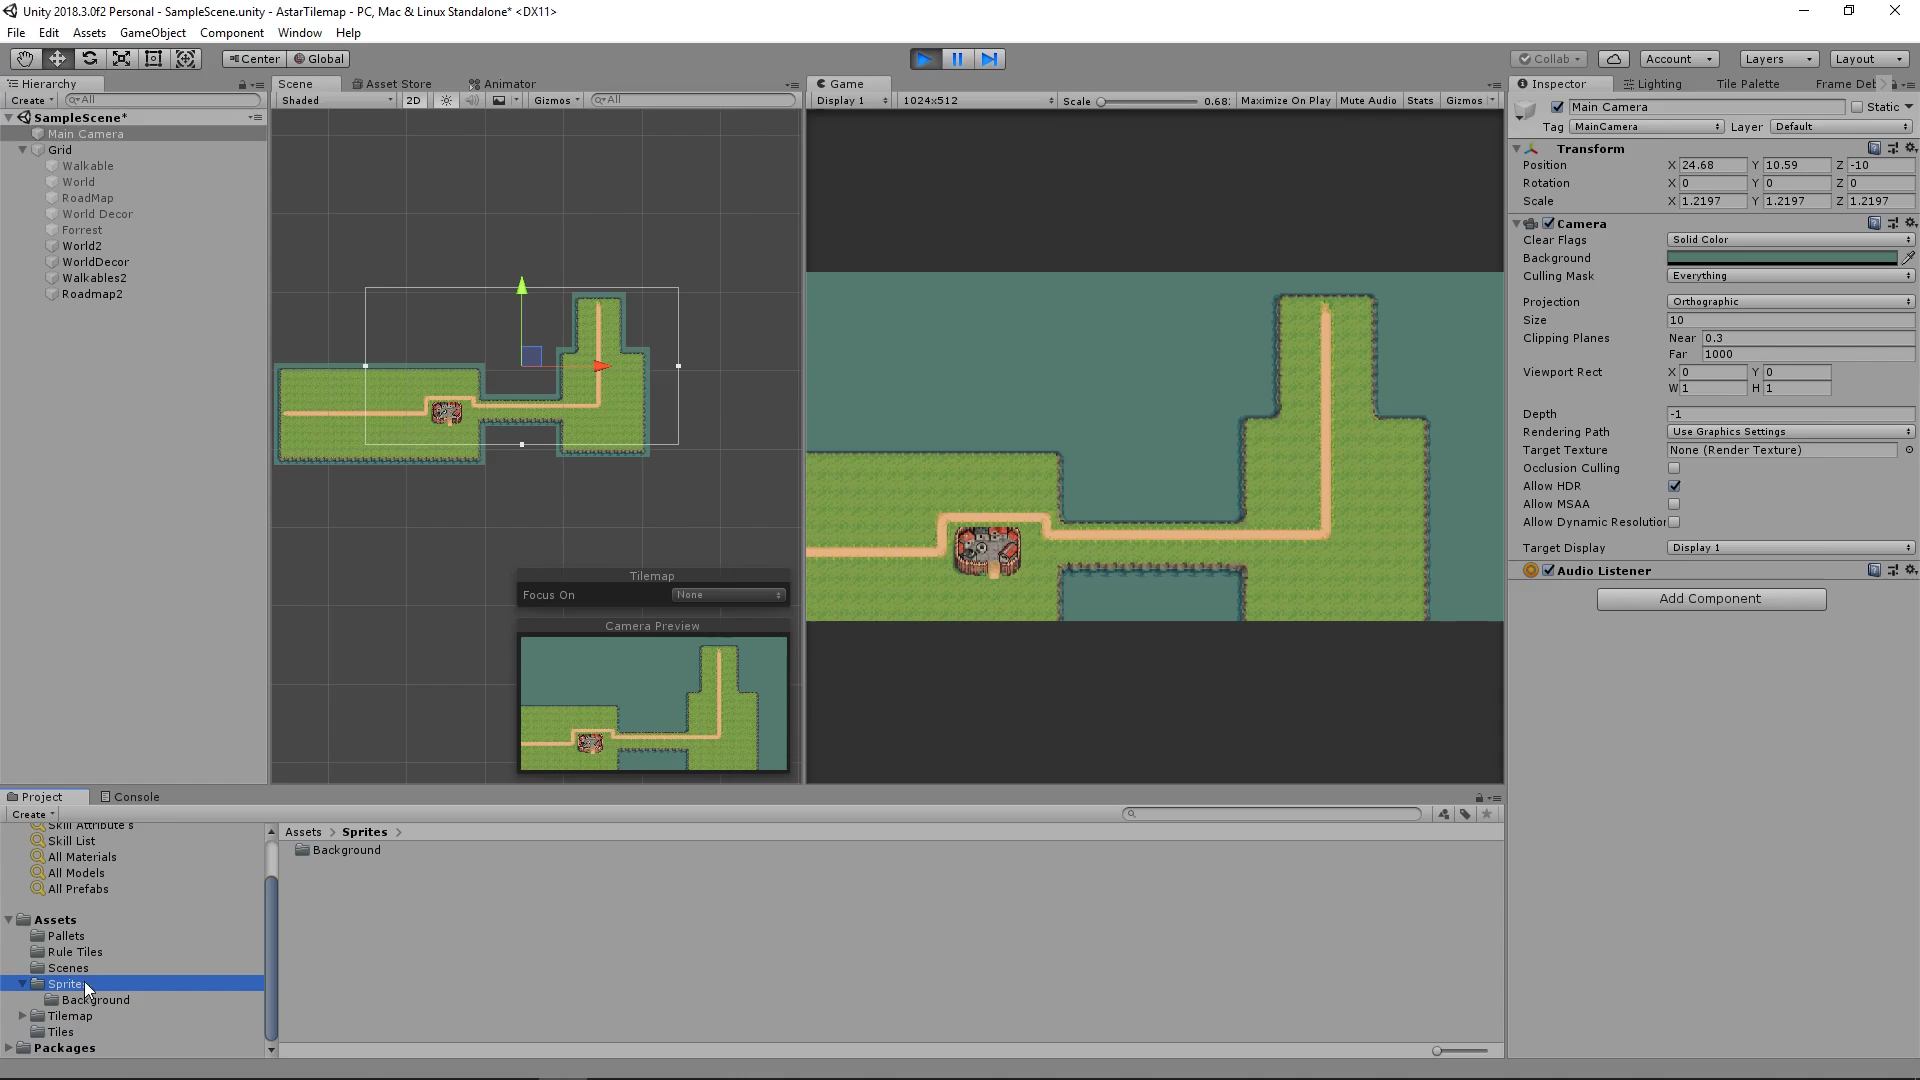 Unity 2018.3.0f2 Personal - SampleScene.unity - AstarTilemap - PC, Mac & Linux Standalone* <DX11>
File Edit Assets GameObject Component Window Help
Center Global
Collab Account Layers Layout
Hierarchy
Create All
SampleScene*
Main Camera
Grid
Walkable
World
RoadMap
World Decor
Forrest
World2
WorldDecor
Walkables2
Roadmap2
Scene Asset Store Animator
Shaded 2D Gizmos All
Tilemap
Focus On None
Camera Preview
Game
Display 1 1024x512 Scale 0.68 Maximize On Play Mute Audio Stats Gizmos
Inspector Lighting Tile Palette Frame Deb
Main Camera Static
Tag MainCamera Layer Default
Transform
Position X 24.68 Y 10.59 Z -10
Rotation X 0 Y 0 Z 0
Scale X 1.2197 Y 1.2197 Z 1.2197
Camera
Clear Flags Solid Color
Background
Culling Mask Everything
Projection Orthographic
Size 10
Clipping Planes Near 0.3
Far 1000
Viewport Rect X 0 Y 0
W 1 H 1
Depth -1
Rendering Path Use Graphics Settings
Target Texture None (Render Texture)
Occlusion Culling
Allow HDR
Allow MSAA
Allow Dynamic Resolution
Target Display Display 1
Audio Listener
Add Component
Project Console
Create
Skill Attribute's
Skill List
All Materials
All Models
All Prefabs
Assets
Pallets
Rule Tiles
Scenes
Sprites
Background
Tilemap
Tiles
Packages
Assets > Sprites >
Background